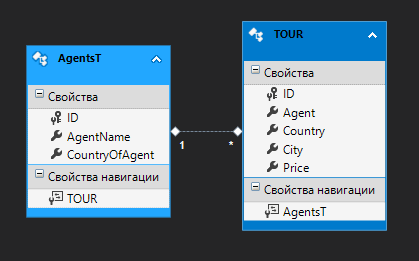 AgentsT
Свойства
ID
AgentName
CountryOfAgent
Свойства навигации
TOUR
1
*
TOUR
Свойства
ID
Agent
Country
City
Price
Свойства навигации
AgentsT